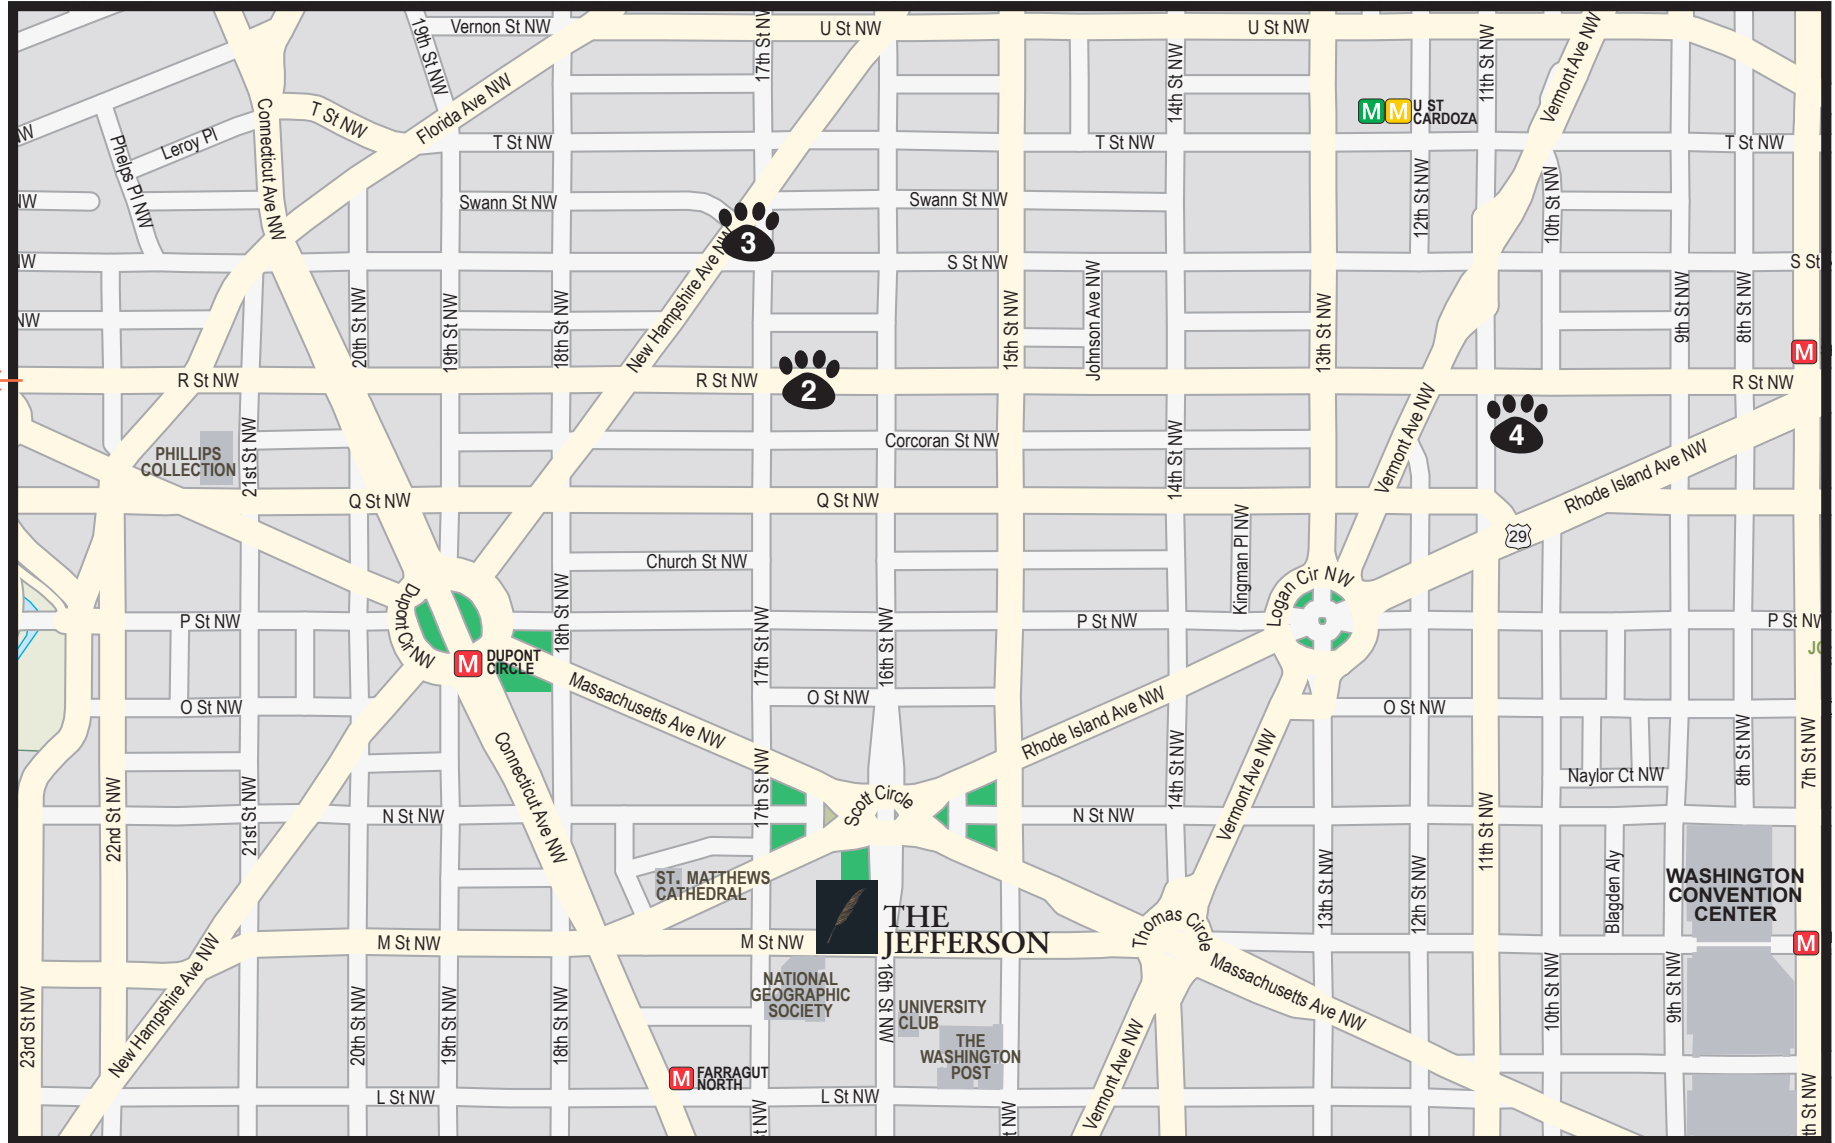 Vernon St NW
19th St NW
17th St NW
U St NW
U St NW
11th St NW
Vermont Ave NW
Connecticut Ave NW
T St NW
Florida Ave NW
14th St NW
M M U ST
CARDOZA
NW
Phelps Pl NW
Leroy Pl
T St NW
T St NW
T St NW
12th St NW
10th St NW
NW
Swann St NW
Swann St NW
3
NW
S St NW
S St
New Hampshire Ave NW
20th St NW
19th St NW
18th St NW
15th St NW
Johnson Ave NW
13th St NW
9th St NW
8th St NW
NW
M
R St NW
R St NW
2
R St NW
Vermont Ave NW
4
PHILLIPS
COLLECTION
21st St NW
Corcoran St NW
14th St NW
Rhode Island Ave NW
Q St NW
Q St NW
29
Church St NW
Kingman Pl NW
Logan Cir NW
Dupont Cir NW
18th St NW
P St NW
17th St NW
16th St NW
P St NW
P St NW
JO
M DUPONT
CIRCLE
Massachusetts Ave NW
O St NW
O St NW
O St NW
Rhode Island Ave NW
Connecticut Ave NW
17th St NW
14th St NW
Vermont Ave NW
8th St NW
7th St NW
Naylor Ct NW
22nd St NW
21st St NW
N St NW
Scott Circle
N St NW
11th St NW
ST. MATTHEWS
CATHEDRAL
13th St NW
12th St NW
Blagden Aly
WASHINGTON
CONVENTION
CENTER
THE
JEFFERSON
Thomas Circle
M St NW
M St NW
M
New Hampshire Ave NW
NATIONAL
GEOGRAPHIC
SOCIETY
16th St NW
UNIVERSITY
CLUB
Massachusetts Ave NW
10th St NW
9th St NW
23rd St NW
20th St NW
19th St NW
18th St NW
THE
WASHINGTON
POST
Vermont Ave NW
M FARRAGUT
NORTH
L St NW
L St NW
t NW
t NW
th St NW